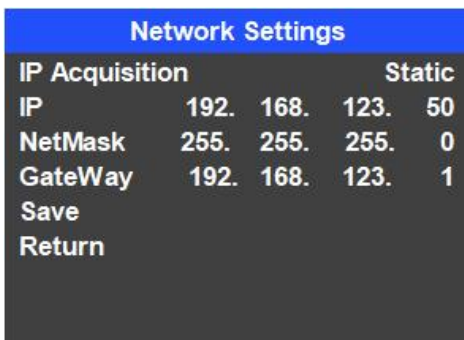 Network Settings
IP Acquisition Static
IP 192. 168. 123. 50
NetMask 255. 255. 255. 0
GateWay 192. 168. 123. 1
Save
Return